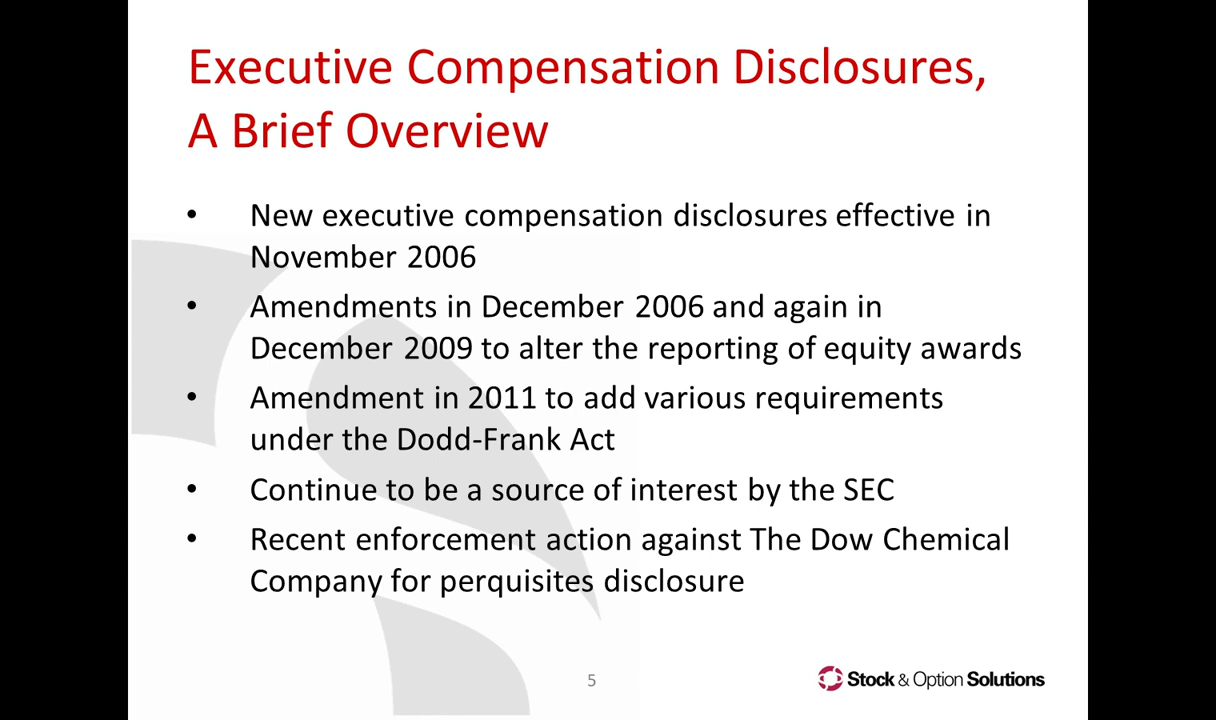 Executive Compensation Disclosures,
A Brief Overview
• New executive compensation disclosures effective in
November 2006
• Amendments in December 2006 and again in
December 2009 to alter the reporting of equity awards
• Amendment in 2011 to add various requirements
under the Dodd-Frank Act
• Continue to be a source of interest by the SEC
• Recent enforcement action against The Dow Chemical
Company for perquisites disclosure
5
Stock & Option Solutions